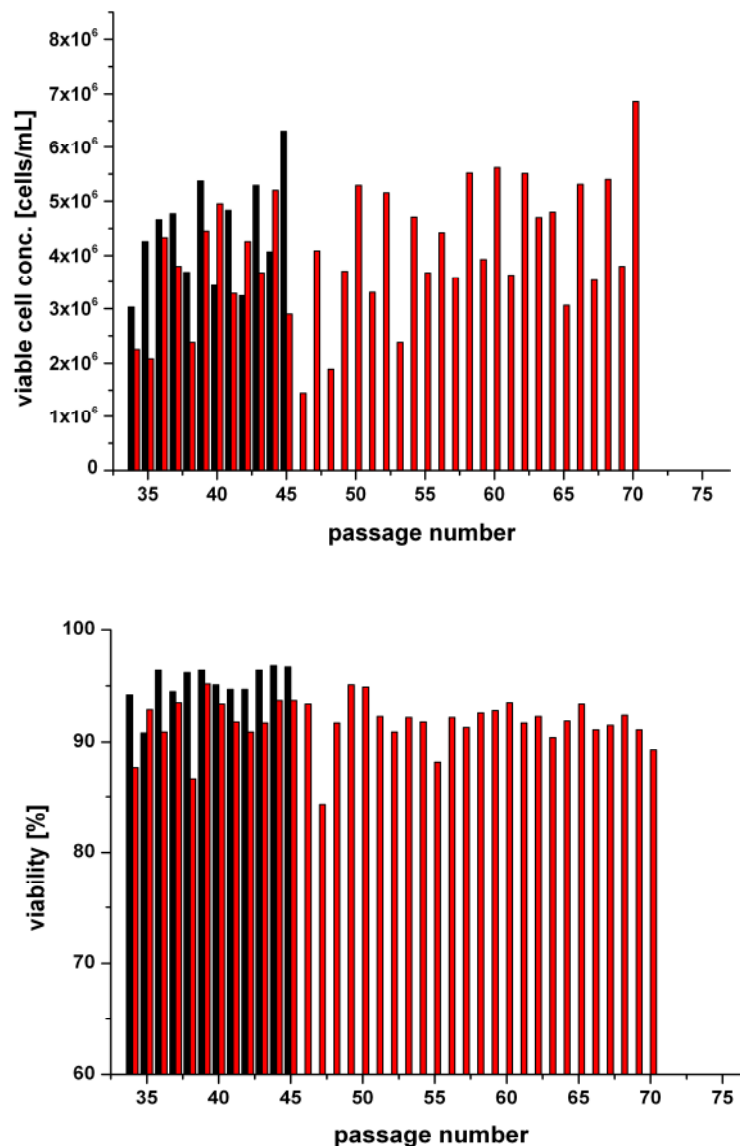 viable cell conc. [cells/mL]
8x10⁶
7x10⁶
6x10⁶
5x10⁶
4x10⁶
3x10⁶
2x10⁶
1x10⁶
0
35 40 45 50 55 60 65 70 75
passage number
viability [%]
100
90
80
70
60
35 40 45 50 55 60 65 70 75
passage number